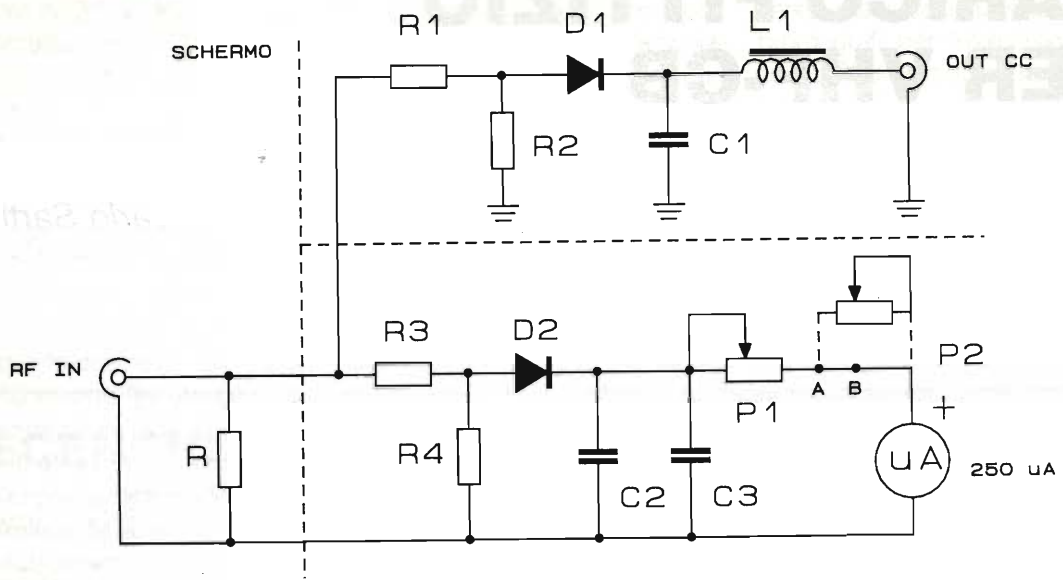 R1
D1
L1
SCHERMO
OUT CC
R2
C1
RF IN
R3
D2
P2
A B
P1
+
R
R4
uA
250 uA
C2
C3